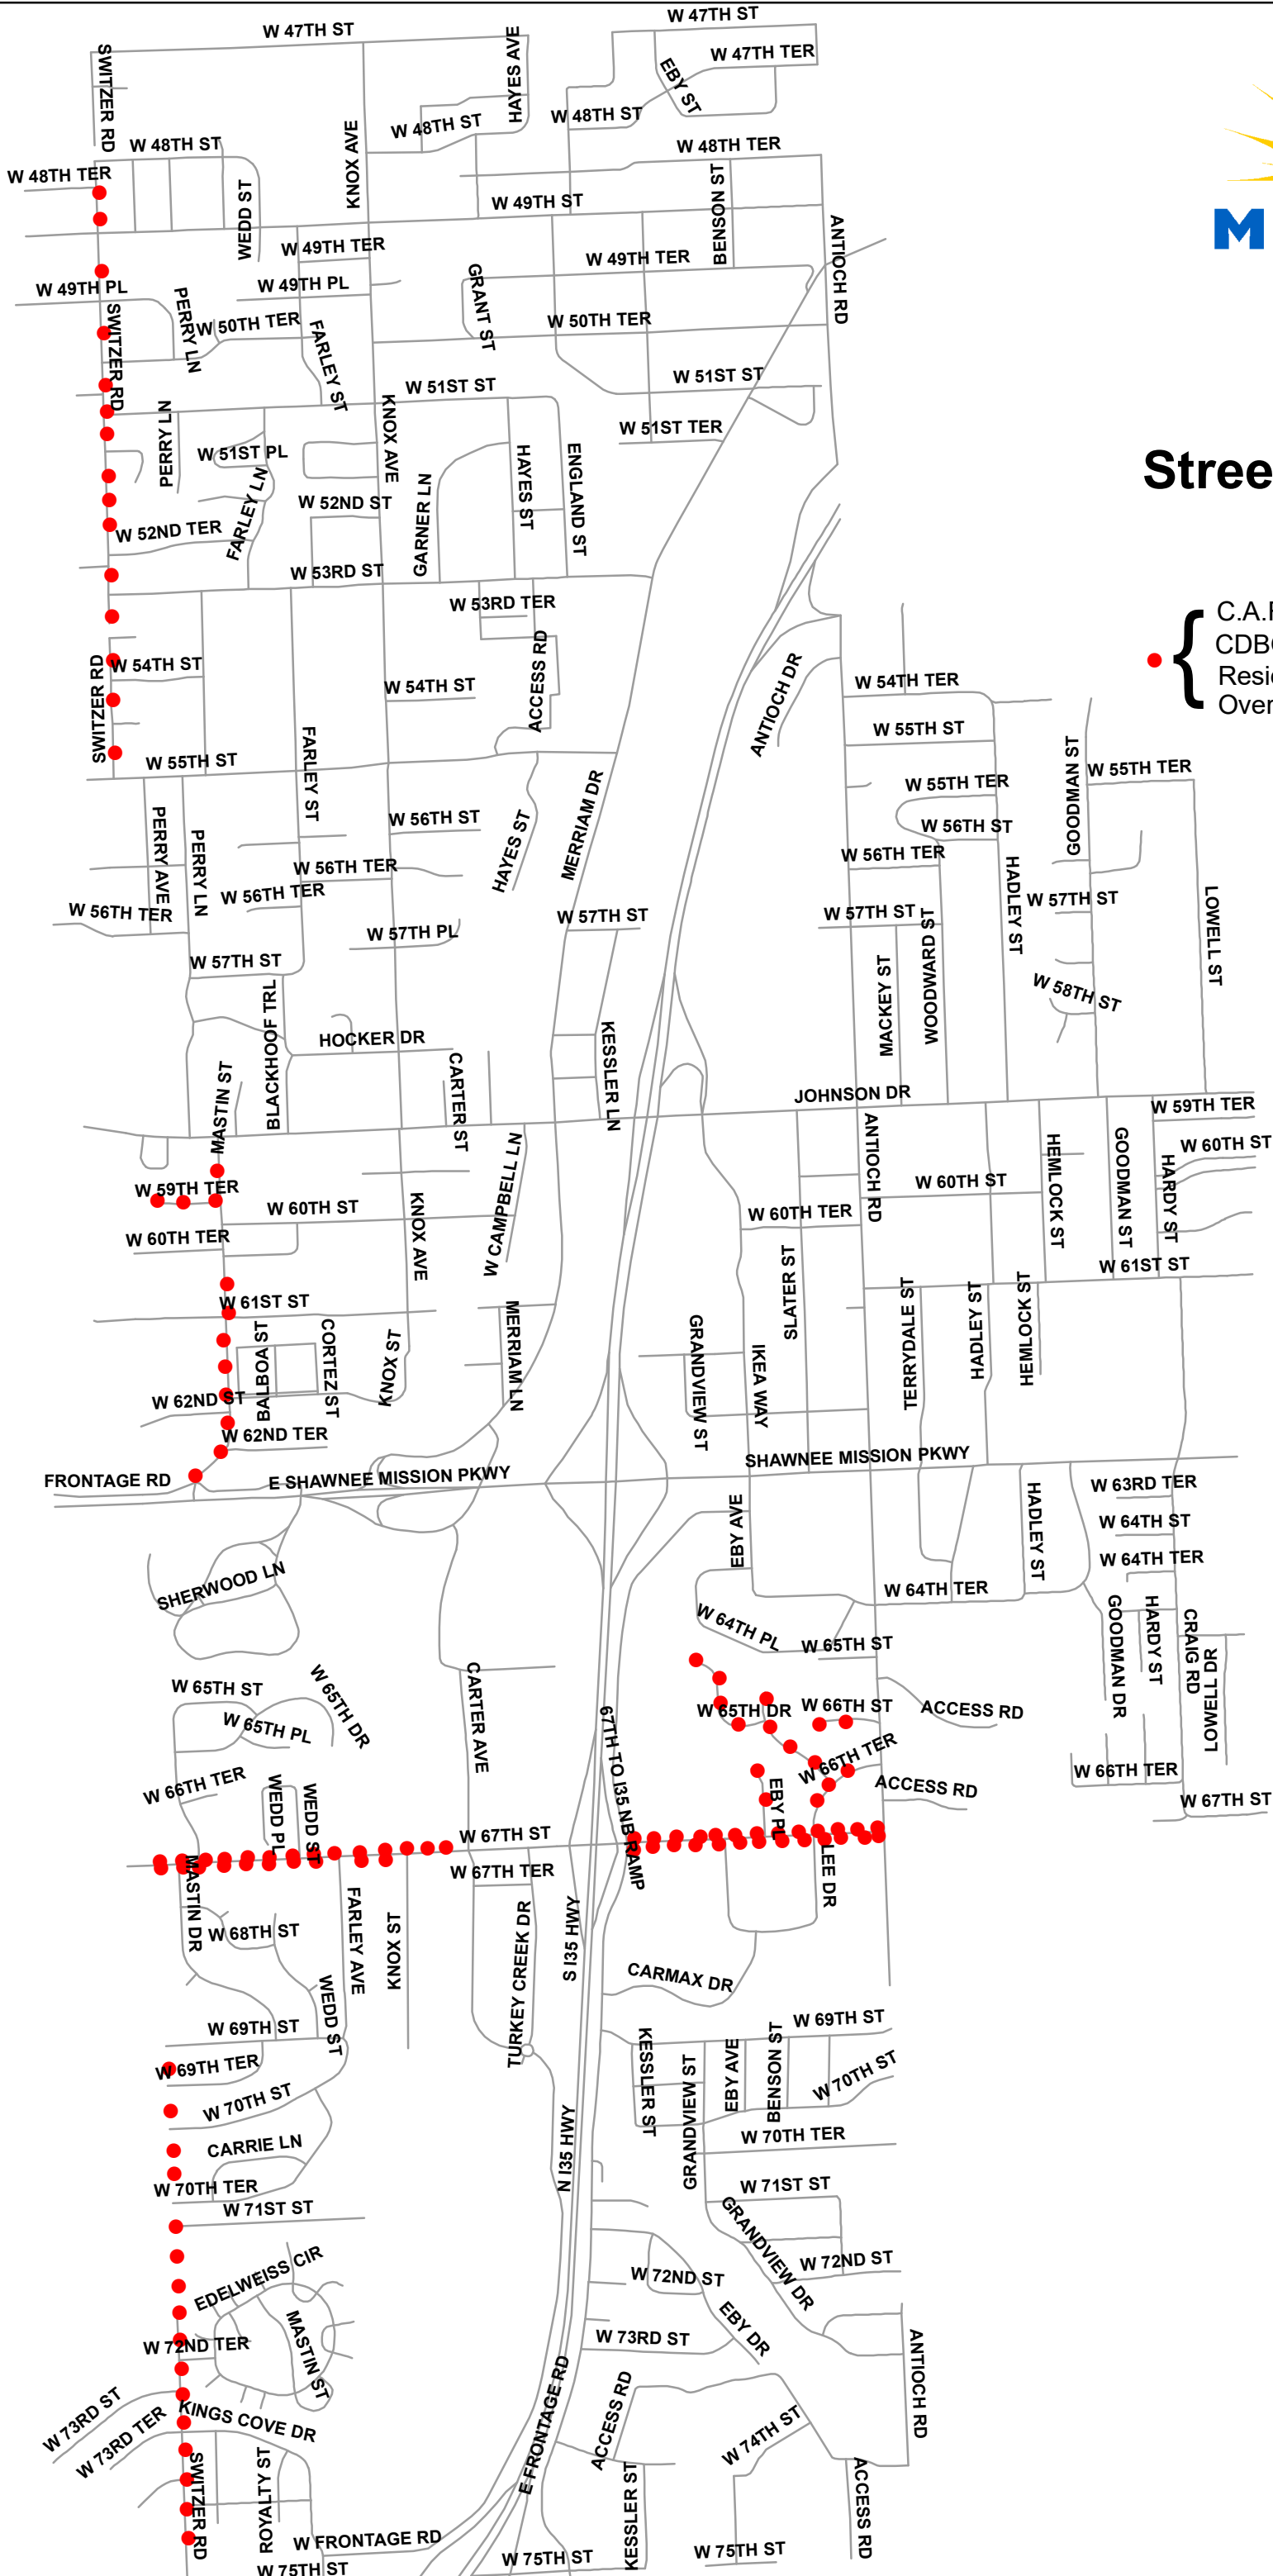 W 47TH ST
W 47TH ST
SWITZER RD
HAYES AVE
W 47TH TER
EBY ST
KNOX AVE
W 48TH ST
W 48TH ST
W 48TH ST
W 48TH TER
W 48TH TER
WEDD ST
BENSON ST
W 49TH ST
ANTIOCH RD
W 49TH TER
W 49TH TER
W 49TH PL
W 49TH PL
GRANT ST
PERRY LN
SWITZER RD
W 50TH TER
W 50TH TER
FARLEY ST
W 51ST ST
W 51ST ST
KNOX AVE
PERRY LN
W 51ST TER
W 51ST PL
HAYES ST
ENGLAND ST
Stree
FARLEY LN
GARNER LN
W 52ND ST
W 52ND TER
W 53RD ST
W 53RD TER
C.A.R
CDBG
Resid
Over
{
ACCESS RD
ANTIOCH DR
SWITZER RD
W 54TH ST
W 54TH ST
W 54TH TER
W 55TH ST
W 55TH ST
FARLEY ST
GOODMAN ST
W 55TH TER
W 55TH TER
MERRIAM DR
PERRY AVE
PERRY LN
W 56TH ST
HAYES ST
W 56TH ST
W 56TH TER
W 56TH TER
W 56TH TER
W 56TH TER
HADLEY ST
LOWELL ST
W 57TH ST
W 57TH ST
W 57TH ST
W 57TH PL
WOODWARD ST
MACKEY ST
W 57TH ST
W 58TH ST
BLACKHOOF TRL
HOCKER DR
CARTER ST
KESSLER LN
MASTIN ST
JOHNSON DR
W 59TH TER
ANTIOCH RD
W CAMPBELL LN
HEMLOCK ST
GOODMAN ST
HARDY ST
W 60TH ST
W 59TH TER
W 60TH ST
W 60TH ST
KNOX AVE
W 60TH TER
W 60TH TER
SLATER ST
W 61ST ST
W 61ST ST
TERRYDALE ST
HADLEY ST
HEMLOCK ST
MERRIAM LN
GRANDVIEW ST
IKEA WAY
BALBOA ST
CORTEZ ST
KNOX ST
W 62ND ST
W 62ND TER
FRONTAGE RD
E SHAWNEE MISSION PKWY
SHAWNEE MISSION PKWY
W 63RD TER
EBY AVE
HADLEY ST
W 64TH ST
W 64TH TER
SHERWOOD LN
W 64TH TER
W 64TH PL
GOODMAN DR
HARDY ST
CRAIG RD
LOWELL DR
W 65TH ST
W 65TH ST
W 65TH DR
W 65TH PL
CARTER AVE
67TH TO I35 NB RAMP
W 65TH DR
W 66TH ST
ACCESS RD
W 66TH TER
W 66TH TER
EBY PL
ACCESS RD
W 66TH TER
WEDD PL
WEDD ST
W 67TH ST
W 67TH ST
W 67TH TER
MASTIN DR
LEE DR
FARLEY AVE
KNOX ST
W 68TH ST
TURKEY CREEK DR
S I35 HWY
CARMAX DR
WEDD ST
W 69TH ST
W 69TH ST
W 69TH TER
KESSLER ST
GRANDVIEW ST
EBY AVE
BENSON ST
W 70TH ST
W 70TH ST
W 70TH TER
CARRIE LN
N I35 HWY
W 70TH TER
W 71ST ST
W 71ST ST
GRANDVIEW DR
EDELWEISS CIR
W 72ND ST
W 72ND ST
MASTIN ST
W 72ND TER
EBY DR
W 73RD ST
ANTIOCH RD
E FRONTAGE RD
ACCESS RD
W 73RD ST
W 73RD TER
KINGS COVE DR
W 74TH ST
SWITZER RD
ROYALTY ST
KESSLER ST
ACCESS RD
W FRONTAGE RD
W 75TH ST
W 75TH ST
W 75TH ST